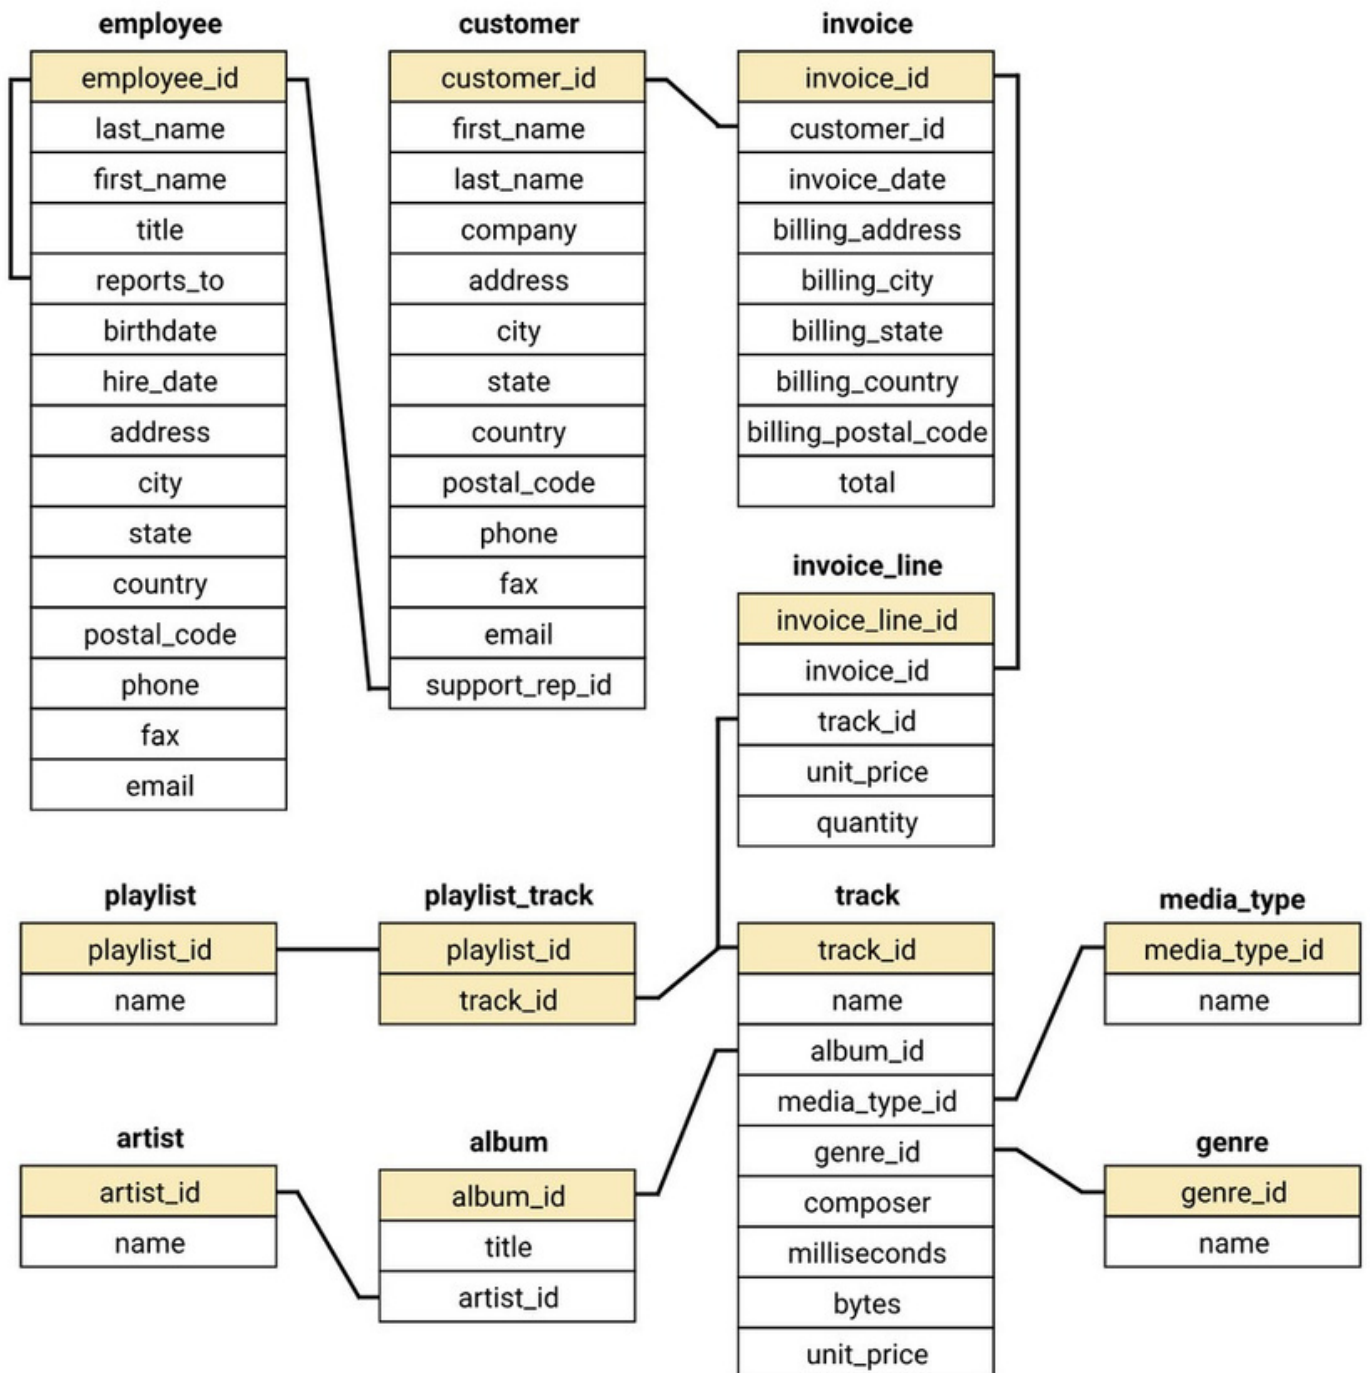 employee
employee_id
last_name
first_name
title
reports_to
birthdate
hire_date
address
city
state
country
postal_code
phone
fax
email
customer
customer_id
first_name
last_name
company
address
city
state
country
postal_code
phone
fax
email
support_rep_id
invoice
invoice_id
customer_id
invoice_date
billing_address
billing_city
billing_state
billing_country
billing_postal_code
total
invoice_line
invoice_line_id
invoice_id
track_id
unit_price
quantity
playlist
playlist_id
name
playlist_track
playlist_id
track_id
track
track_id
name
album_id
media_type_id
genre_id
composer
milliseconds
bytes
unit_price
media_type
media_type_id
name
artist
artist_id
name
album
album_id
title
artist_id
genre
genre_id
name